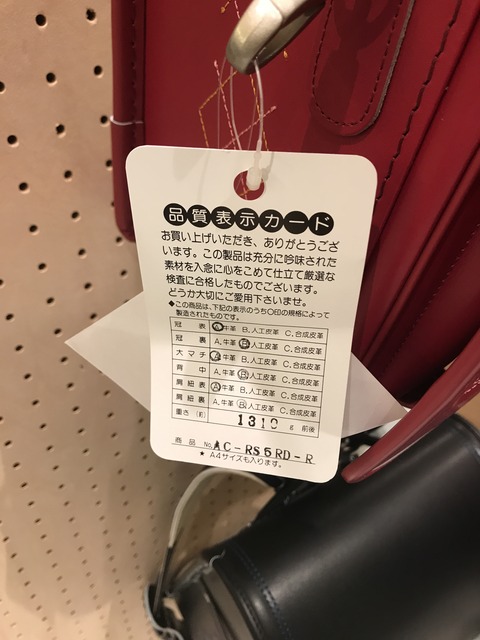 品質表示カード
お買い上げいただき、ありがとうござ
います。この製品は充分に吟味された
素材を入念に心をこめて仕立て厳選な
検査に合格したものでございます。
どうか大切にご愛用下さいませ。
◆この商品は、下記の表示のうち○印の規格によって
製造されたものです。
冠 表 A.牛革 B.人工皮革 C.合成皮革
冠 裏 A.牛革 B.人工皮革 C.合成皮革
大マチ A.牛革 B.人工皮革 C.合成皮革
背 中 A.牛革 B.人工皮革 C.合成皮革
肩紐表 A.牛革 B.人工皮革 C.合成皮革
肩紐裏 A.牛革 B.人工皮革 C.合成皮革
重さ(約) 1310 g 前後
商品 No. AC-RS5RD-R
★ A4サイズも入ります。